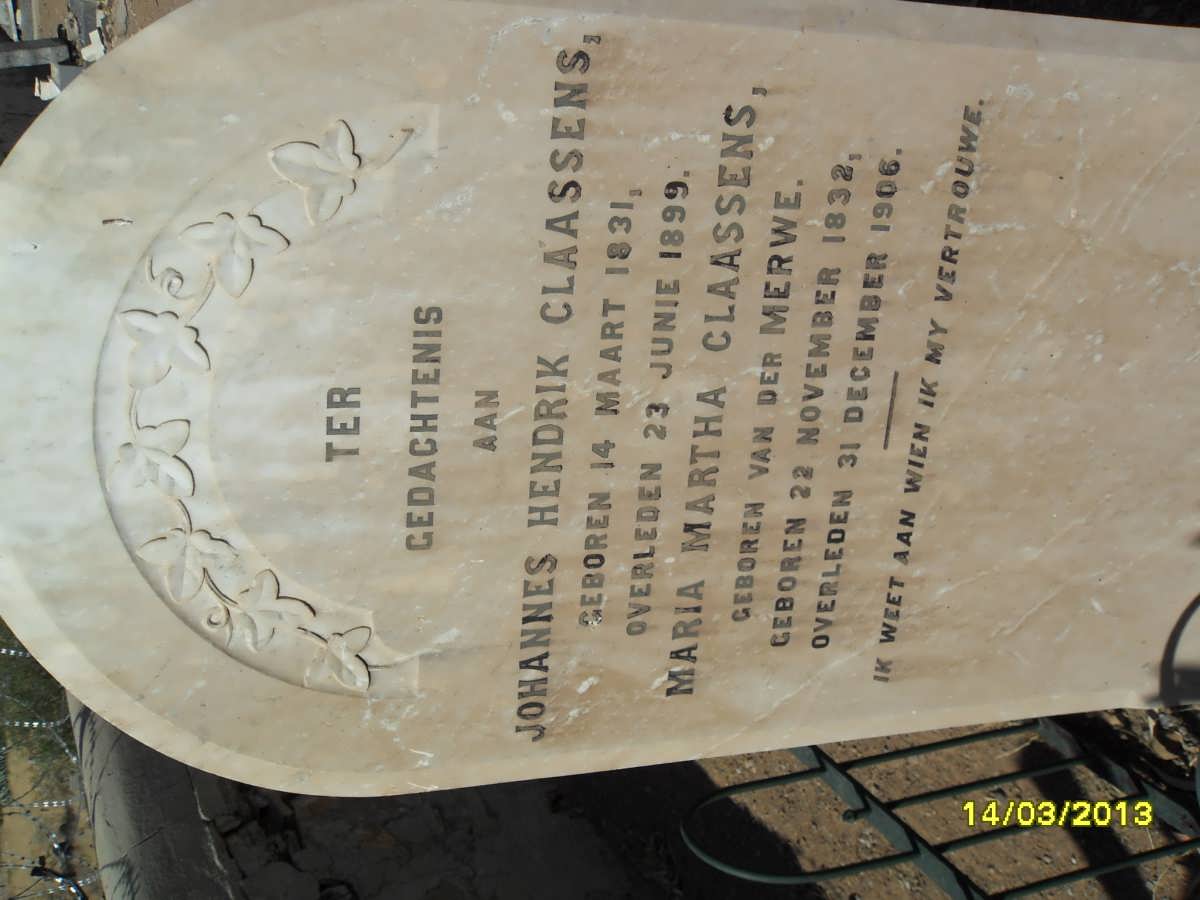 TER
GEDACHTENIS
AAN
JOHANNES HENDRIK CLAASSENS,
GEBOREN 14 MAART 1831,
OVERLEDEN 23 JUNIE 1899.
MARIA MARTHA CLAASSENS,
GEBOREN VAN DER MERWE.
GEBOREN 22 NOVEMBER 1832,
OVERLEDEN 31 DECEMBER 1906.
IK WEET AAN WIEN IK MY VERTROUWE.
14/03/2013